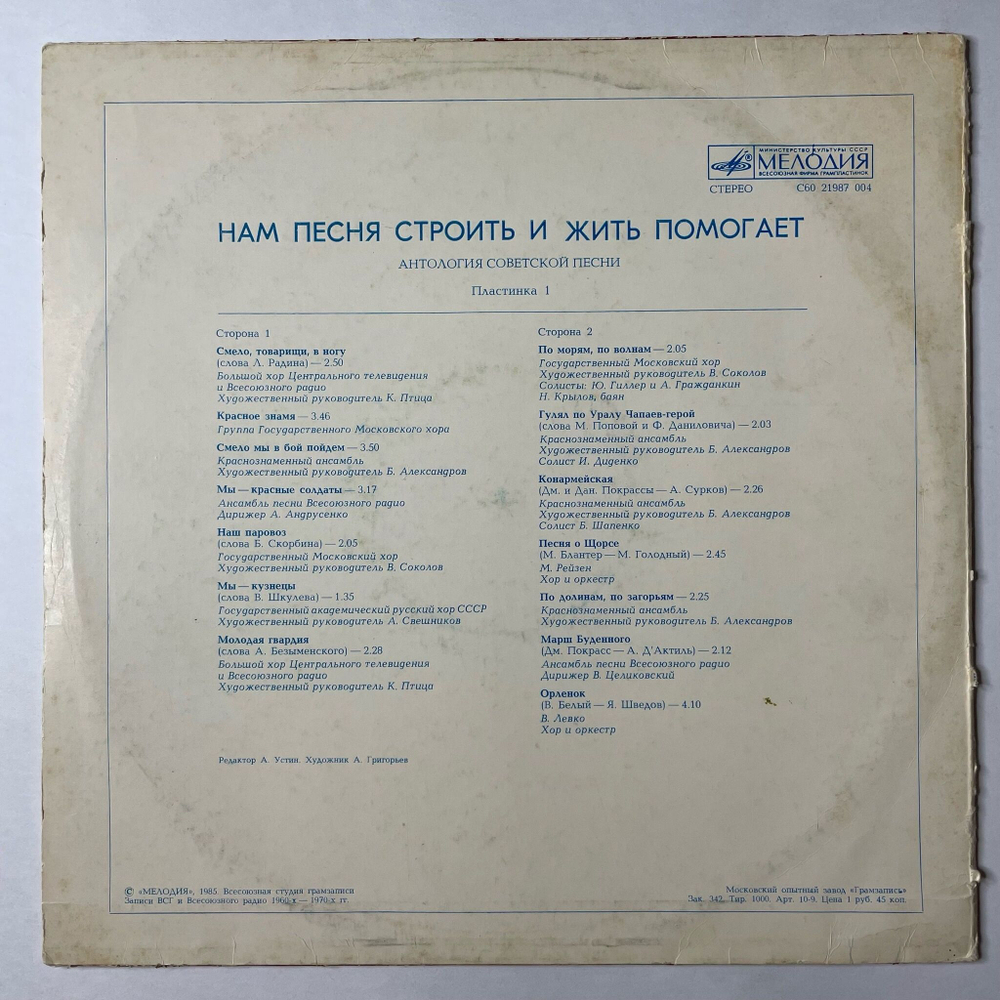 МИНИСТЕРСТВО КУЛЬТУРЫ СССР
МЕЛОДИЯ
ВСЕСОЮЗНАЯ ФИРМА ГРАМПЛАСТИНОК
СТЕРЕО С60 21987 004
НАМ ПЕСНЯ СТРОИТЬ И ЖИТЬ ПОМОГАЕТ
АНТОЛОГИЯ СОВЕТСКОЙ ПЕСНИ
Пластинка 1
Сторона 1
Смело, товарищи, в ногу
(слова Л. Радина) — 2.50
Большой хор Центрального телевидения
и Всесоюзного радио
Художественный руководитель К. Птица
Красное знамя — 3.46
Группа Государственного Московского хора
Смело мы в бой пойдем — 3.50
Краснознаменный ансамбль
Художественный руководитель Б. Александров
Мы — красные солдаты — 3.17
Ансамбль песни Всесоюзного радио
Дирижер А. Андрусенко
Наш паровоз
(слова Б. Скорбина) — 2.05
Государственный Московский хор
Художественный руководитель В. Соколов
Мы — кузнецы
(слова В. Шкулева) — 1.35
Государственный академический русский хор СССР
Художественный руководитель А. Свешников
Молодая гвардия
(слова А. Безыменского) — 2.28
Большой хор Центрального телевидения
и Всесоюзного радио
Художественный руководитель К. Птица
Сторона 2
По морям, по волнам — 2.05
Государственный Московский хор
Художественный руководитель В. Соколов
Солисты: Ю. Гиллер и А. Гражданкин
Н. Крылов, баян
Гулял по Уралу Чапаев-герой
(слова М. Поповой и Ф. Даниловича) — 2.03
Краснознаменный ансамбль
Художественный руководитель Б. Александров
Солист И. Диденко
Конармейская
(Дм. и Дан. Покрассы — А. Сурков) — 2.26
Краснознаменный ансамбль
Художественный руководитель Б. Александров
Солист Б. Шапенко
Песня о Щорсе
(М. Блантер — М. Голодный) — 2.45
М. Рейзен
Хор и оркестр
По долинам, по загорьям — 2.25
Краснознаменный ансамбль
Художественный руководитель Б. Александров
Марш Буденного
(Дм. Покрасс — А. Д'Актиль) — 2.12
Ансамбль песни Всесоюзного радио
Дирижер В. Целиковский
Орленок
(В. Белый — Я. Шведов) — 4.10
В. Левко
Хор и оркестр
Редактор А. Устин. Художник А. Григорьев
© «МЕЛОДИЯ», 1985. Всесоюзная студия грамзаписи
Записи ВСГ и Всесоюзного радио 1960-х — 1970-х гг.
Московский опытный завод «Грамзапись»
Зак. 342. Тир. 1000. Арт. 10-9. Цена 1 руб. 45 коп.